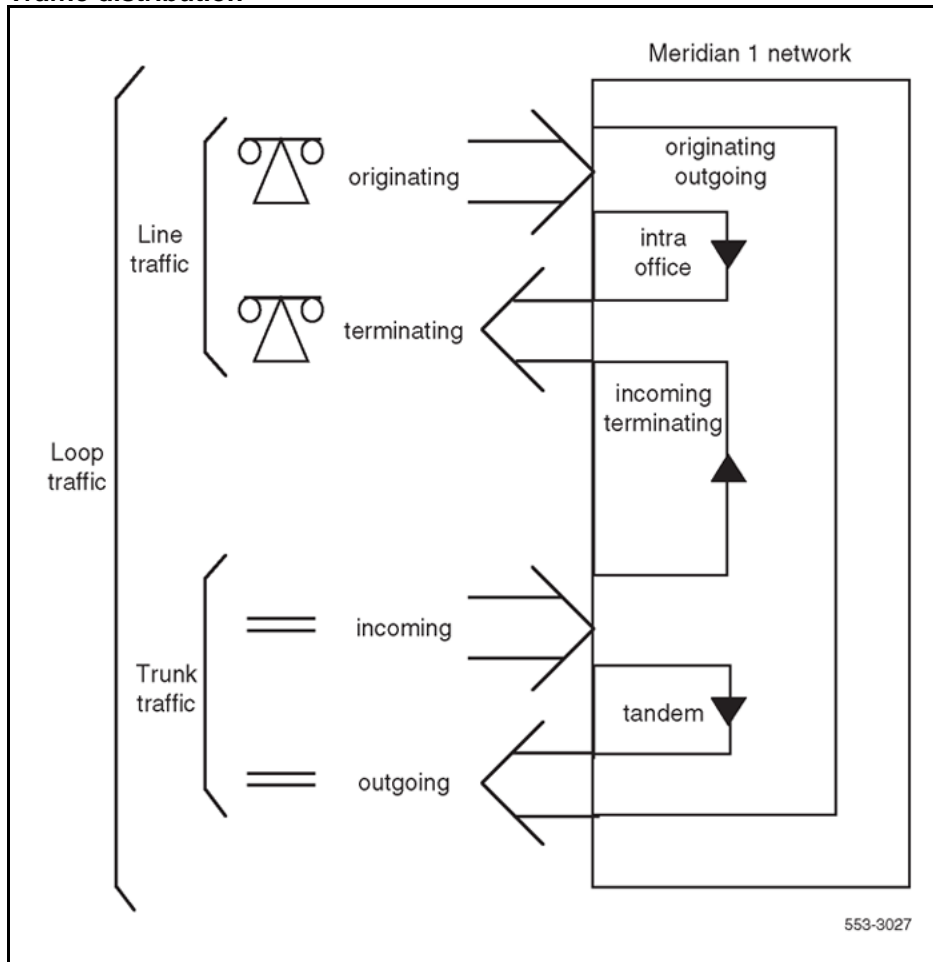 Traffic distribution
Meridian 1 network
originating
outgoing
originating
intra
office
Line
traffic
terminating
incoming
terminating
Loop
traffic
incoming
Trunk
traffic
tandem
outgoing
553-3027